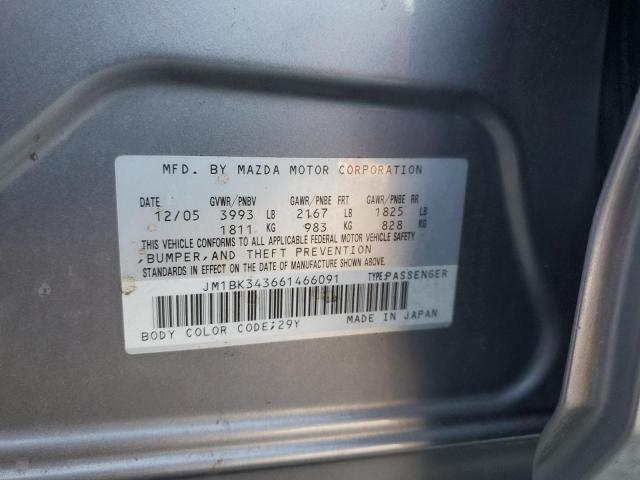 MFD. BY MAZDA MOTOR CORPORATION
DATE GVWR/PNBV GAWR/PNBE FRT GAWR/PNBE RR
12/05 3993 LB 2167 LB 1825 LB
1811 KG 983 KG 828 KG
THIS VEHICLE CONFORMS TO ALL APPLICABLE FEDERAL MOTOR VEHICLE SAFETY
,BUMPER,AND THEFT PREVENTION
STANDARDS IN EFFECT ON THE DATE OF MANUFACTURE SHOWN ABOVE.
JM1BK343661466091 TYPE:PASSENGER
BODY COLOR CODE;29Y MADE IN JAPAN